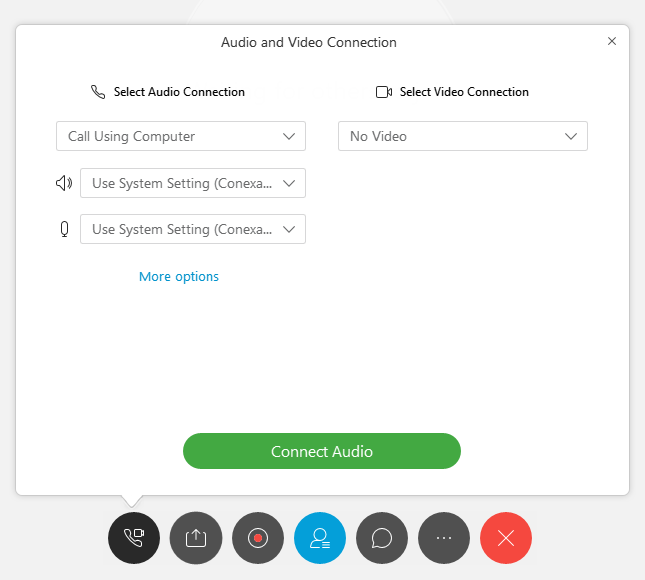 Audio and Video Connection
Select Audio Connection
Select Video Connection
Call Using Computer
No Video
Use System Setting (Conexa...
Use System Setting (Conexa...
More options
Connect Audio